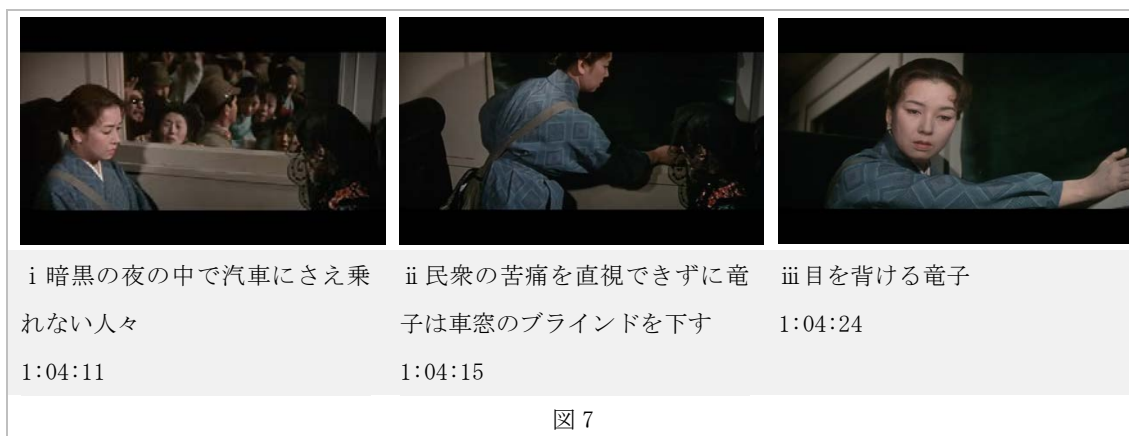 ⅰ暗黒の夜の中で汽車にさえ乗
れない人々
1:04:11
ⅱ民衆の苦痛を直視できずに竜
子は車窓のブラインドを下す
1:04:15
ⅲ目を背ける竜子
1:04:24
図 7